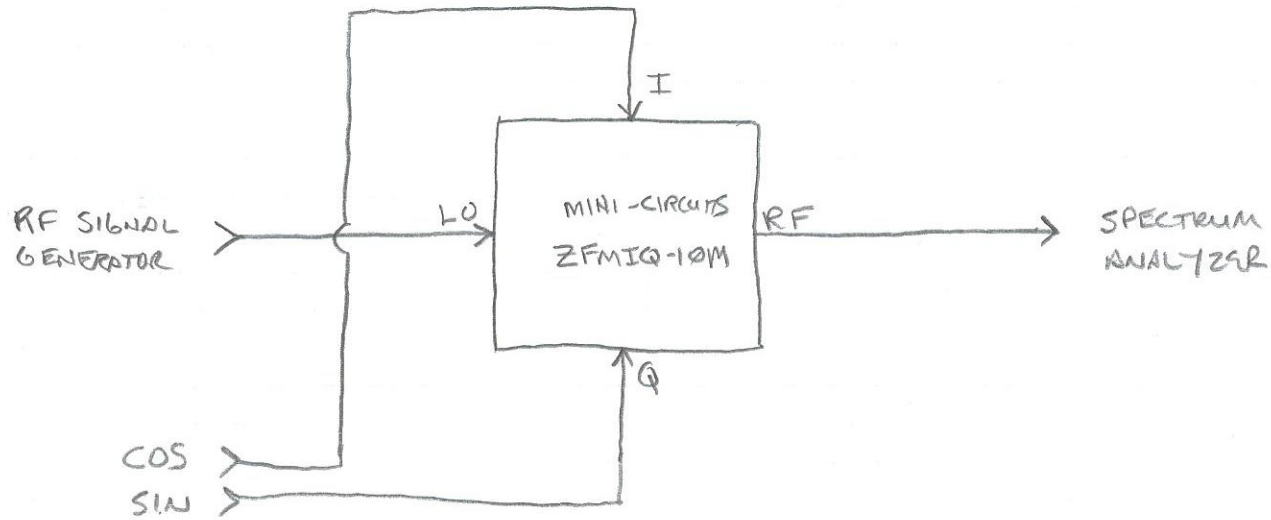 I
RF SIGNAL
GENERATOR
LO
MINI-CIRCUITS
ZFMIQ-10M
RF
SPECTRUM
ANALYZER
Q
COS
SIN